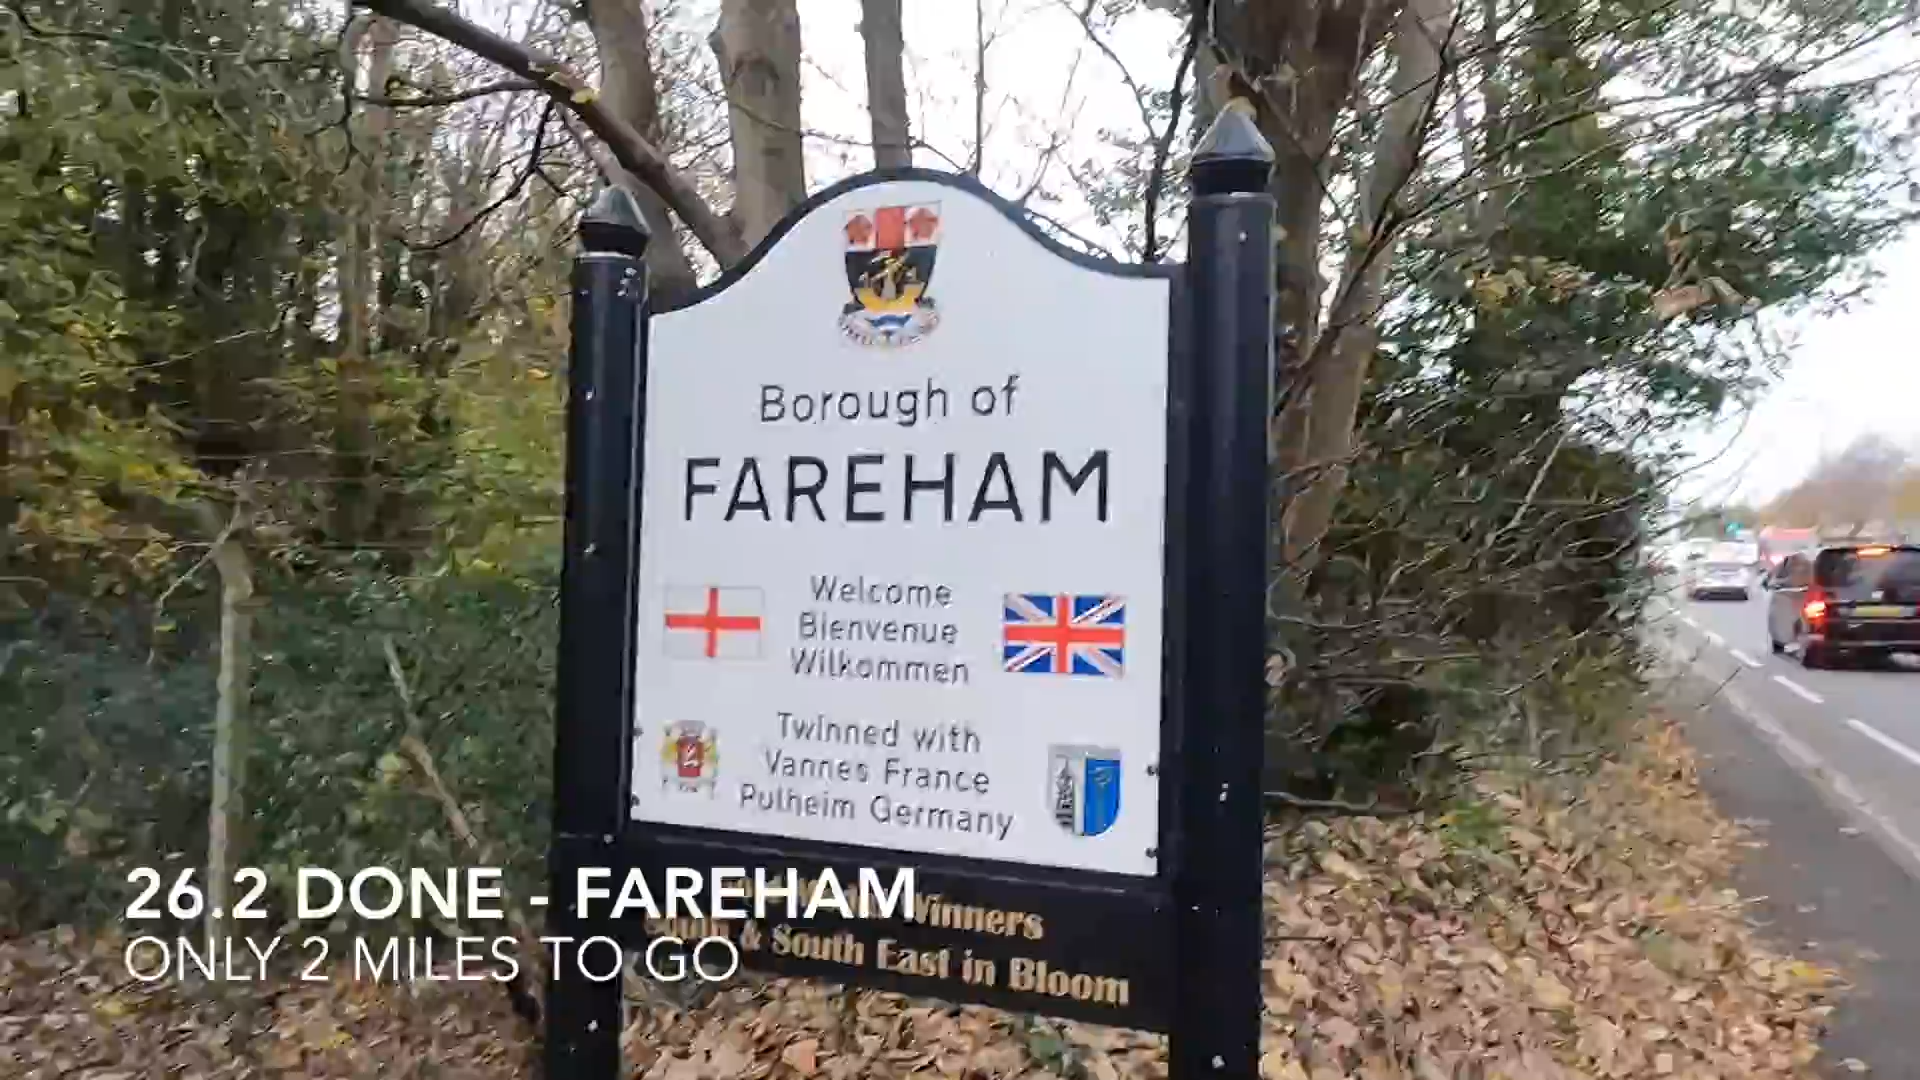 Borough of
FAREHAM
Welcome
Bienvenue
Wilkommen
Twinned with
Vannes France
Pulheim Germany
Winners
South & South East in Bloom
26.2 DONE - FAREHAM
ONLY 2 MILES TO GO